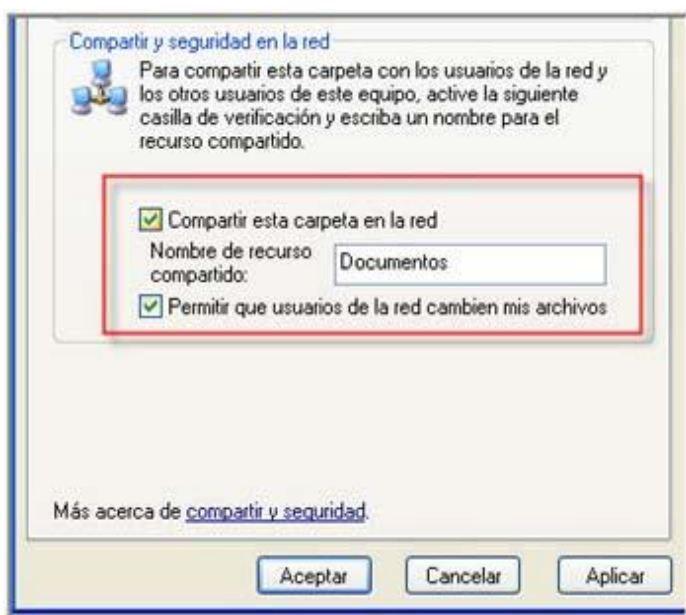 Compartir y seguridad en la red
Para compartir esta carpeta con los usuarios de la red y
los otros usuarios de este equipo, active la siguiente
casilla de verificación y escriba un nombre para el
recurso compartido.
Compartir esta carpeta en la red
Nombre de recurso
compartido:
Documentos
Permitir que usuarios de la red cambien mis archivos
Más acerca de compartir y seguridad.
Aceptar
Cancelar
Aplicar